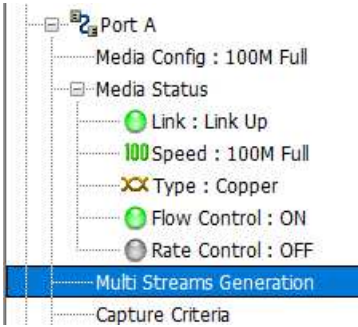 Port A
Media Config : 100M Full
Media Status
Link : Link Up
100 Speed : 100M Full
Type : Copper
Flow Control : ON
Rate Control : OFF
Multi Streams Generation
Capture Criteria